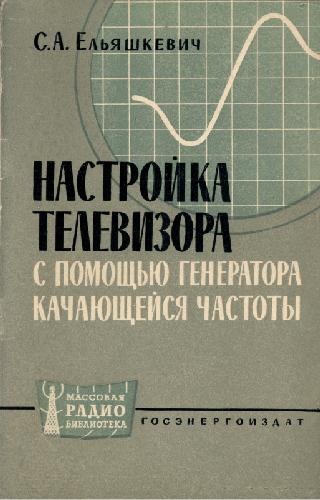 С.А. Ельяшкевич
НАСТРОЙКА
ТЕЛЕВИЗОРА
С ПОМОЩЬЮ ГЕНЕРАТОРА
КАЧАЮЩЕЙСЯ ЧАСТОТЫ
МАССОВАЯ
РАДИО
БИБЛИОТЕКА
ГОСЭНЕРГОИЗДАТ